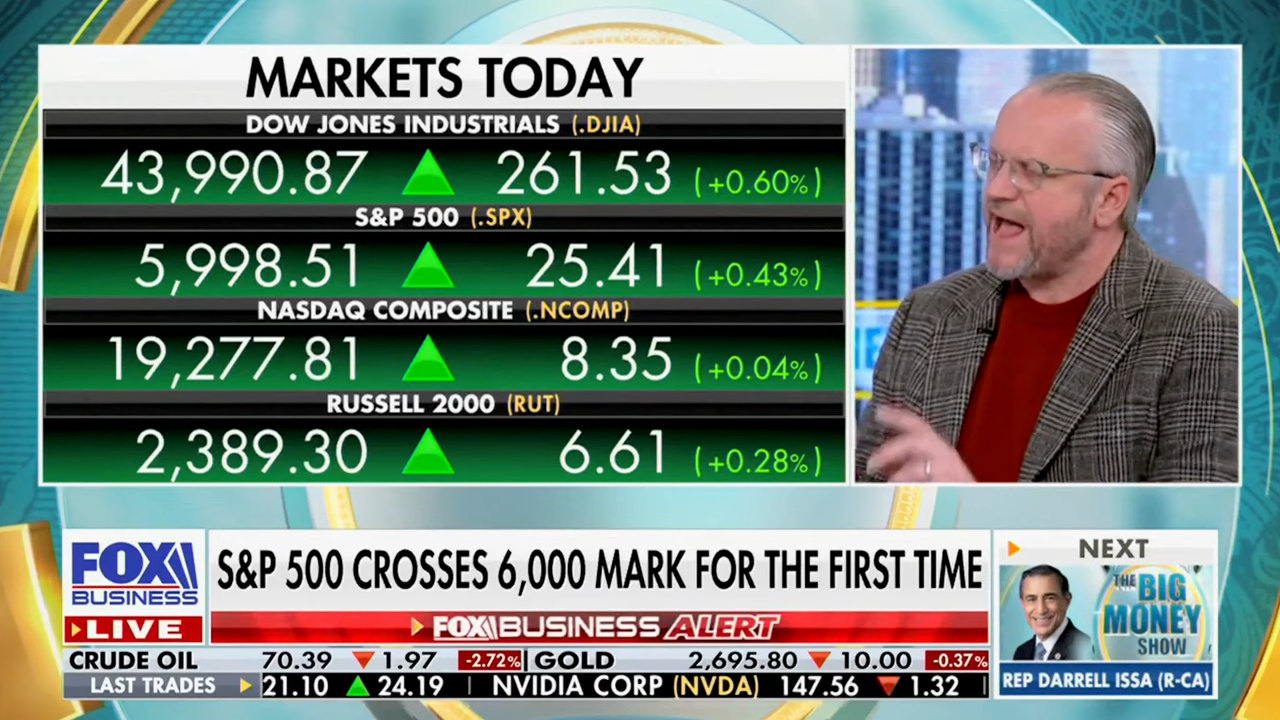 MARKETS TODAY
DOW JONES INDUSTRIALS (.DJIA)
43,990.87 ▲ 261.53 (+0.60%)
S&P 500 (.SPX)
5,998.51 ▲ 25.41 (+0.43%)
NASDAQ COMPOSITE (.NCOMP)
19,277.81 ▲ 8.35 (+0.04%)
RUSSELL 2000 (RUT)
2,389.30 ▲ 6.61 (+0.28%)
FOX BUSINESS
LIVE
S&P 500 CROSSES 6,000 MARK FOR THE FIRST TIME
FOX BUSINESS ALERT
NEXT
THE BIG MONEY SHOW
REP DARRELL ISSA (R-CA)
CRUDE OIL 70.39 ▼ 1.97 -2.72% GOLD 2,695.80 ▼ 10.00 -0.37%
LAST TRADES 21.10 ▲ 24.19 | NVIDIA CORP (NVDA) 147.56 ▼ 1.32